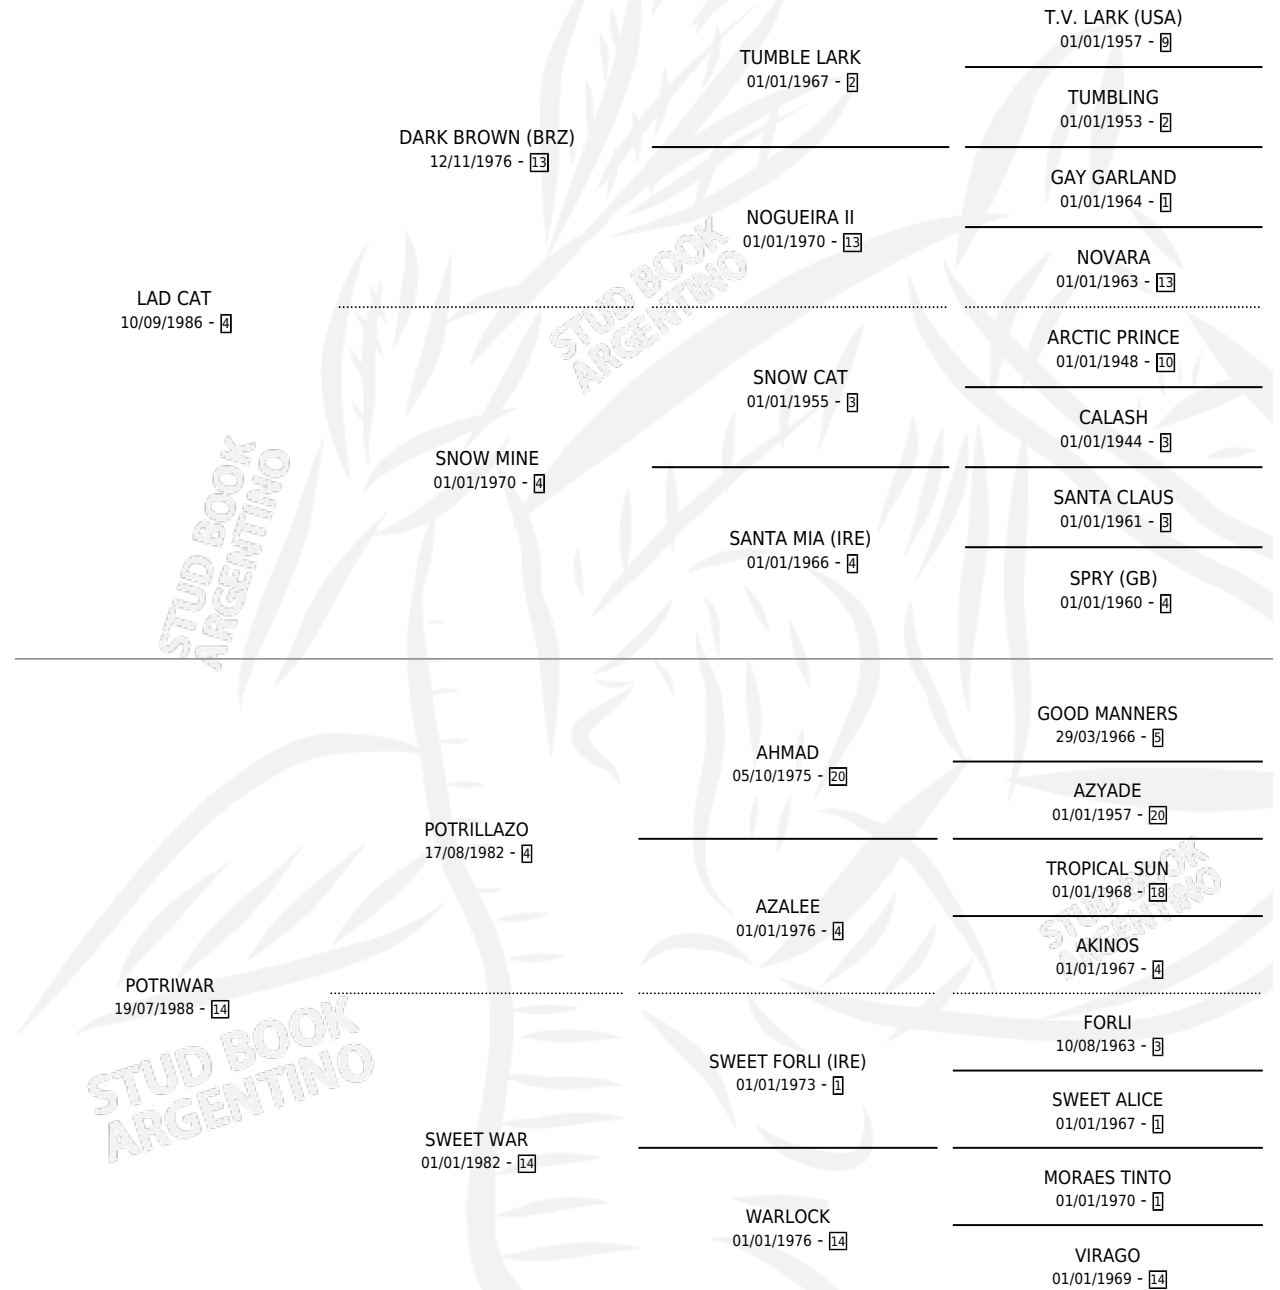 T.V. LARK (USA)
01/01/1957 - 9
TUMBLE LARK
01/01/1967 - 2
TUMBLING
01/01/1953 - 2
DARK BROWN (BRZ)
12/11/1976 - 13
GAY GARLAND
01/01/1964 - 1
NOGUEIRA II
01/01/1970 - 13
NOVARA
01/01/1963 - 13
LAD CAT
10/09/1986 - 4
STUD BOOK
ARGENTINO
ARCTIC PRINCE
01/01/1948 - 10
SNOW CAT
01/01/1955 - 3
CALASH
01/01/1944 - 3
SNOW MINE
01/01/1970 - 4
SANTA CLAUS
01/01/1961 - 3
SANTA MIA (IRE)
01/01/1966 - 4
SPRY (GB)
01/01/1960 - 4
STUD BOOK
ARGENTINO
GOOD MANNERS
29/03/1966 - 5
AHMAD
05/10/1975 - 20
AZYADE
01/01/1957 - 20
POTRILLAZO
17/08/1982 - 4
TROPICAL SUN
01/01/1968 - 18
STUD BOOK
ARGENTINO
AZALEE
01/01/1976 - 4
AKINOS
01/01/1967 - 4
POTRIWAR
19/07/1988 - 14
STUD BOOK
ARGENTINO
FORLI
10/08/1963 - 3
SWEET FORLI (IRE)
01/01/1973 - 1
SWEET ALICE
01/01/1967 - 1
SWEET WAR
01/01/1982 - 14
MORAES TINTO
01/01/1970 - 1
WARLOCK
01/01/1976 - 14
VIRAGO
01/01/1969 - 14